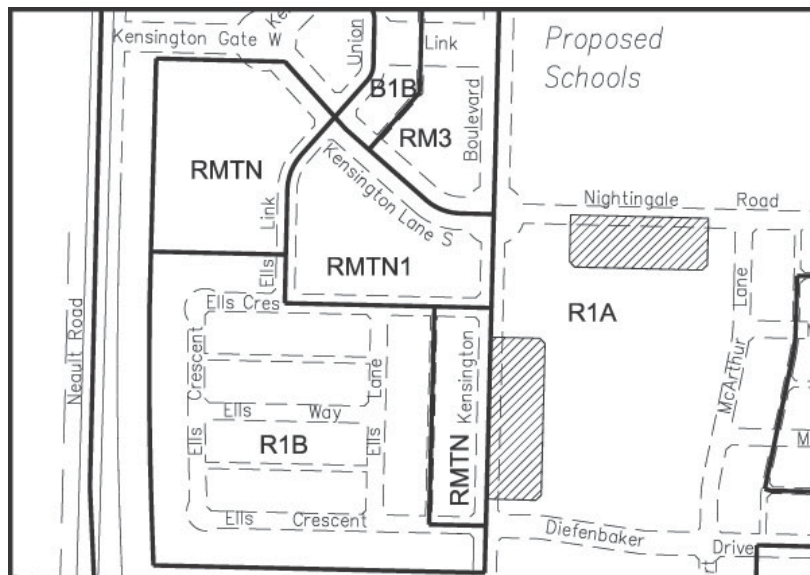 Kensington Gate W
Union
Link
Proposed
Schools
B1B
RM3
Boulevard
RMTN
Kensington Lane S
Link
Nightingale Road
Ells
RMTN1
Ells Cres
R1A
Lane
Neault Road
Crescent
Lane
Kensington
McArthur
Ells Way
Ells
R1B
Ells
RMTN
Ells Crescent
Diefenbaker
Drive